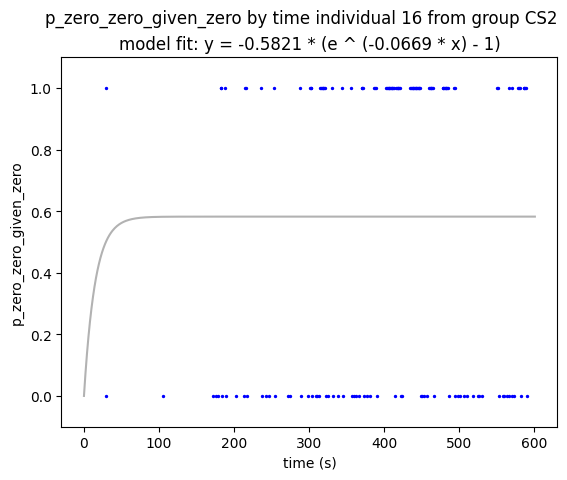 p_zero_zero_given_zero by time individual 16 from group CS2
model fit: y = -0.5821 * (e ^ (-0.0669 * x) - 1)
1.0
0.8
0.6
0.4
0.2
0.0
p_zero_zero_given_zero
0 100 200 300 400 500 600
time (s)